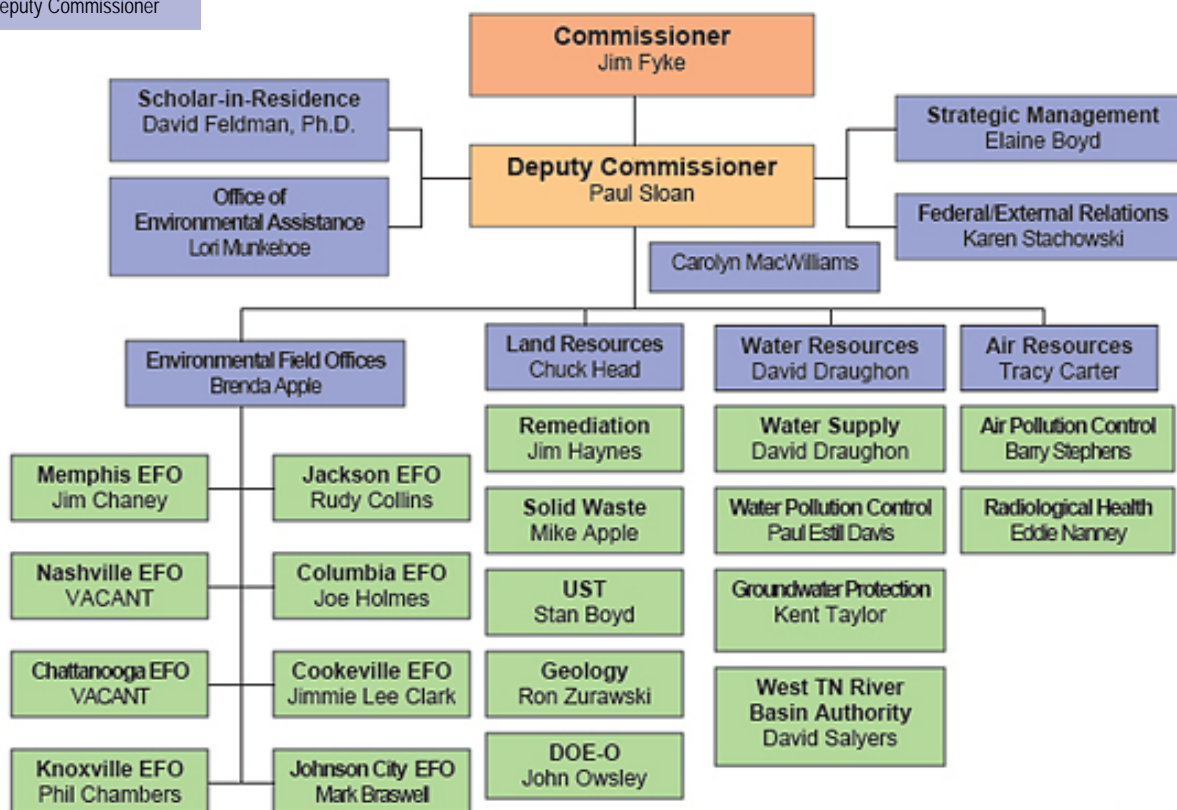 Deputy Commissioner
Commissioner
Jim Fyke
Scholar-in-Residence
David Feldman, Ph.D.
Strategic Management
Elaine Boyd
Deputy Commissioner
Paul Sloan
Office of
Environmental Assistance
Lori Munkeboe
Federal/External Relations
Karen Stachowski
Carolyn MacWilliams
Environmental Field Offices
Brenda Apple
Land Resources
Chuck Head
Water Resources
David Draughon
Air Resources
Tracy Carter
Memphis EFO
Jim Chaney
Jackson EFO
Rudy Collins
Nashville EFO
VACANT
Columbia EFO
Joe Holmes
Chattanooga EFO
VACANT
Cookeville EFO
Jimmie Lee Clark
Knoxville EFO
Phil Chambers
Johnson City EFO
Mark Braswell
Remediation
Jim Haynes
Solid Waste
Mike Apple
UST
Stan Boyd
Geology
Ron Zurawski
DOE-O
John Owsley
Water Supply
David Draughon
Water Pollution Control
Paul Estill Davis
Groundwater Protection
Kent Taylor
West TN River
Basin Authority
David Salyers
Air Pollution Control
Barry Stephens
Radiological Health
Eddie Nanney